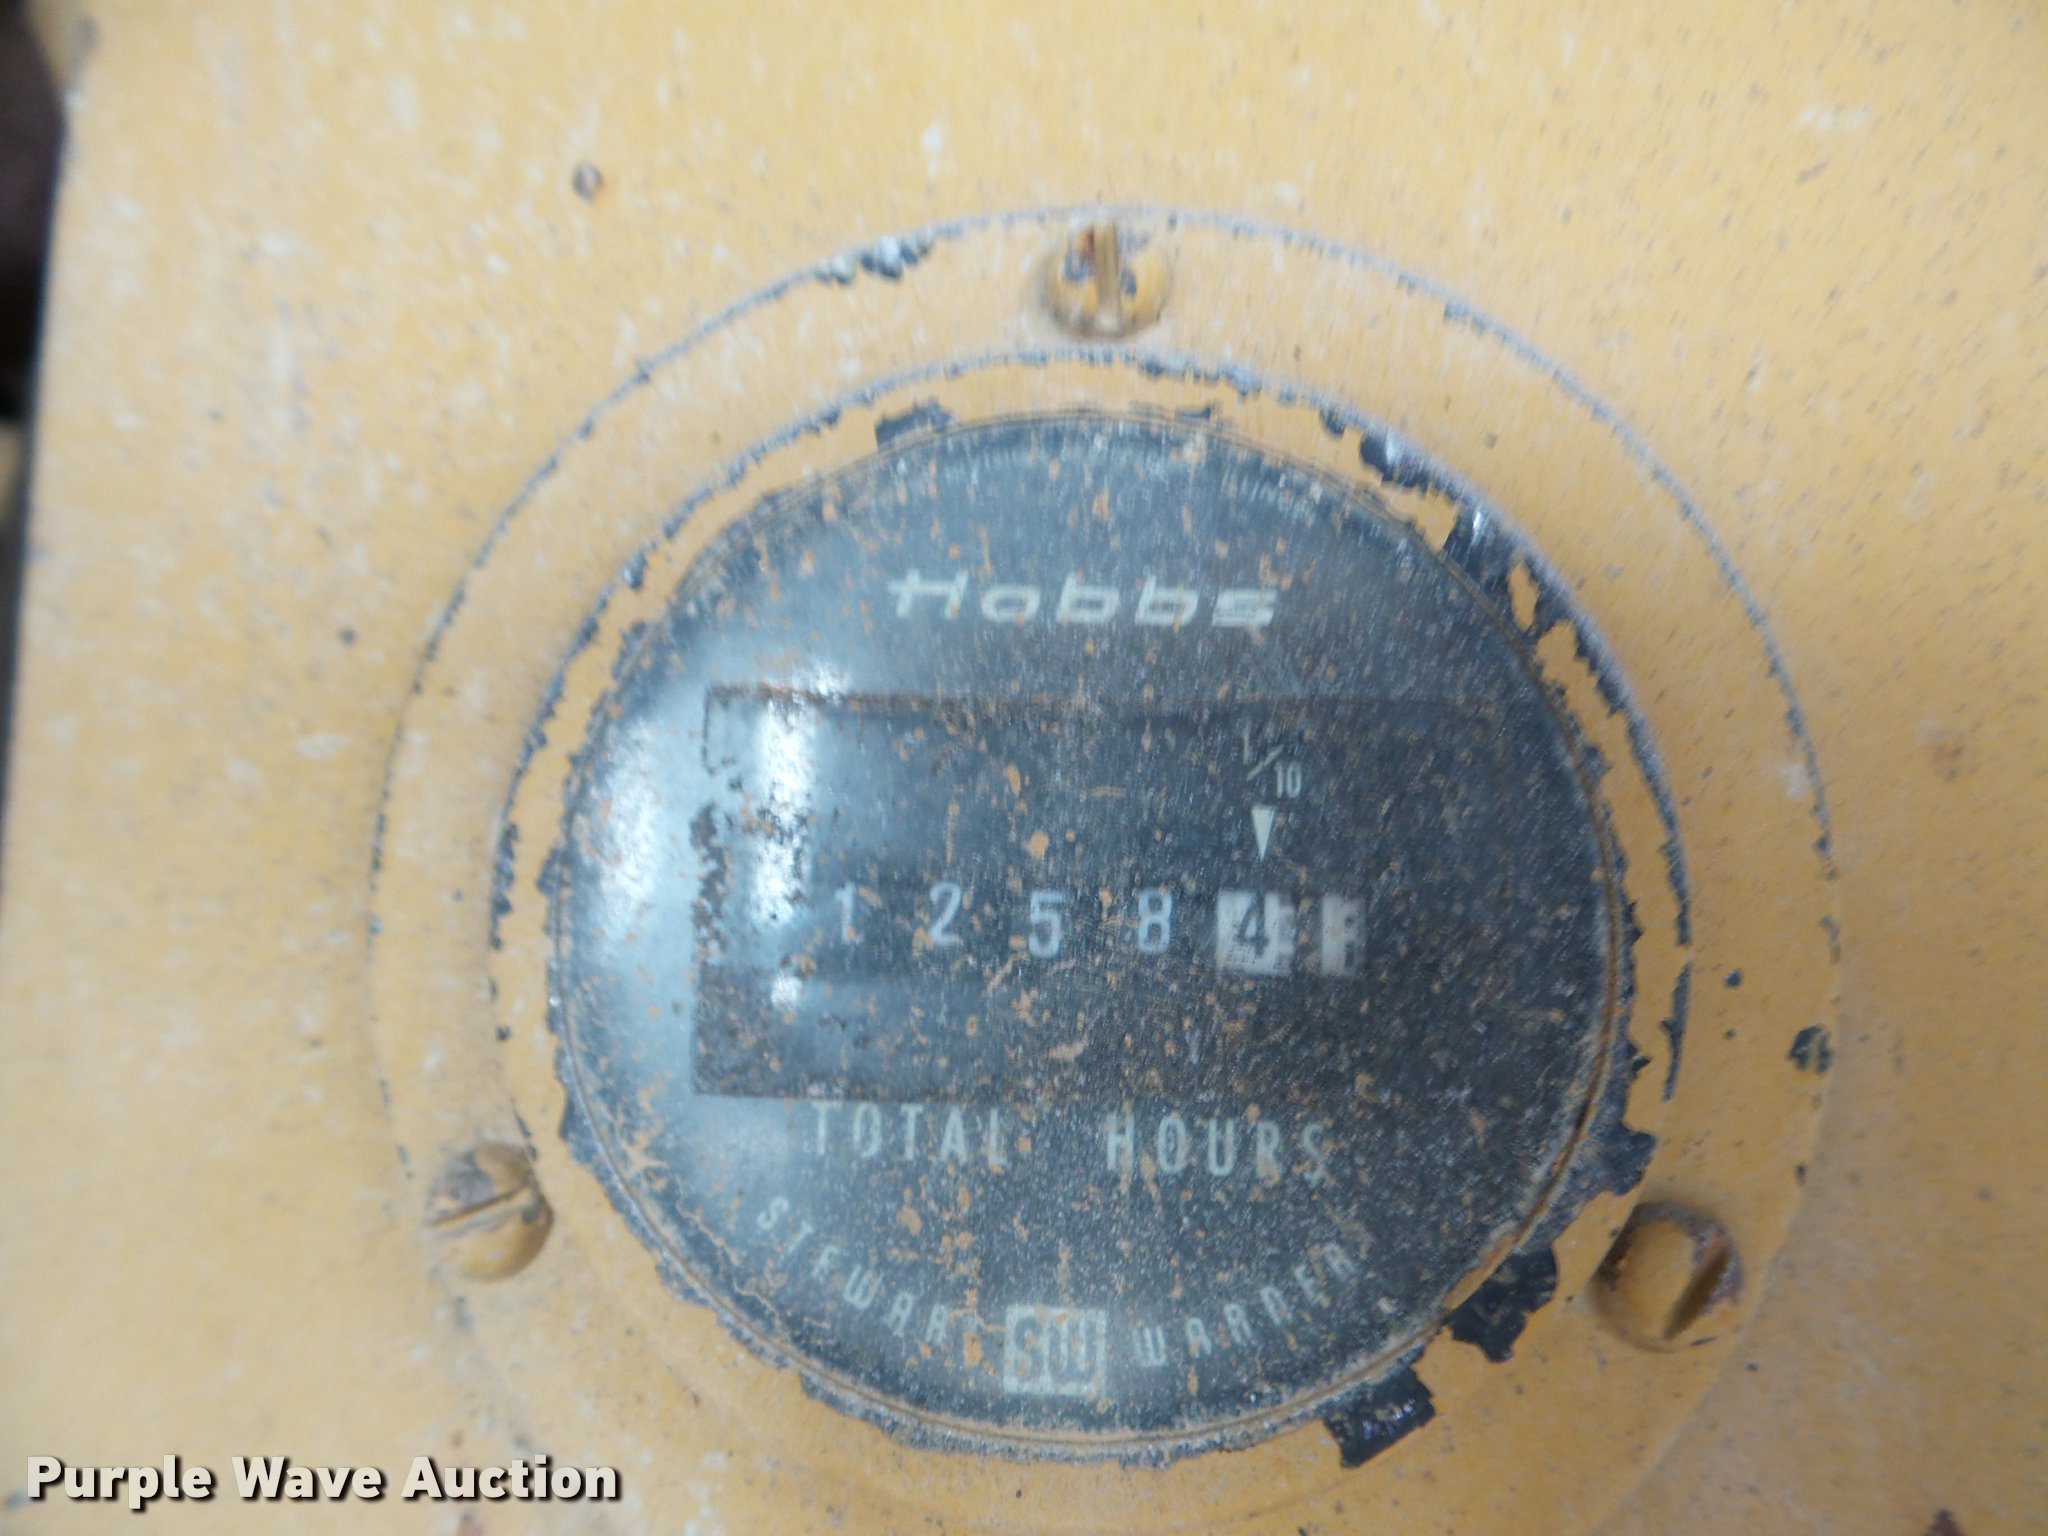 Hobbs
1/10
1 2 5 8 4
TOTAL HOURS
STEWART SW WARNER
Purple Wave Auction